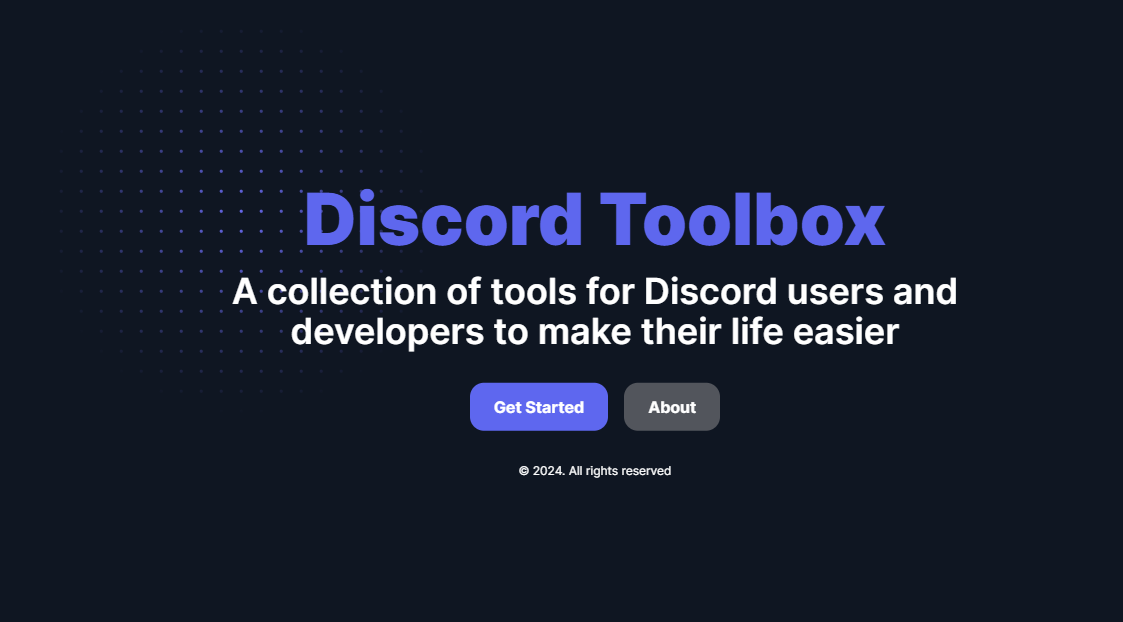 Discord Toolbox
A collection of tools for Discord users and
developers to make their life easier
Get Started
About
© 2024. All rights reserved